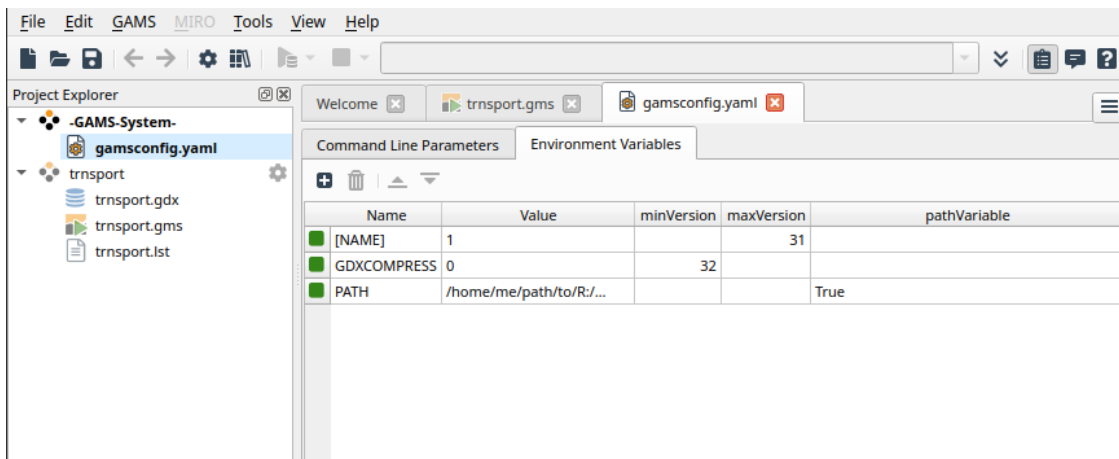 File Edit GAMS MIRO Tools View Help
Project Explorer
-GAMS-System-
gamsconfig.yaml
trnsport
trnsport.gdx
trnsport.gms
trnsport.lst
Welcome trnsport.gms gamsconfig.yaml
Command Line Parameters Environment Variables
Name Value minVersion maxVersion pathVariable
[NAME] 1 31
GDXCOMPRESS 0 32
PATH /home/me/path/to/R:/... True